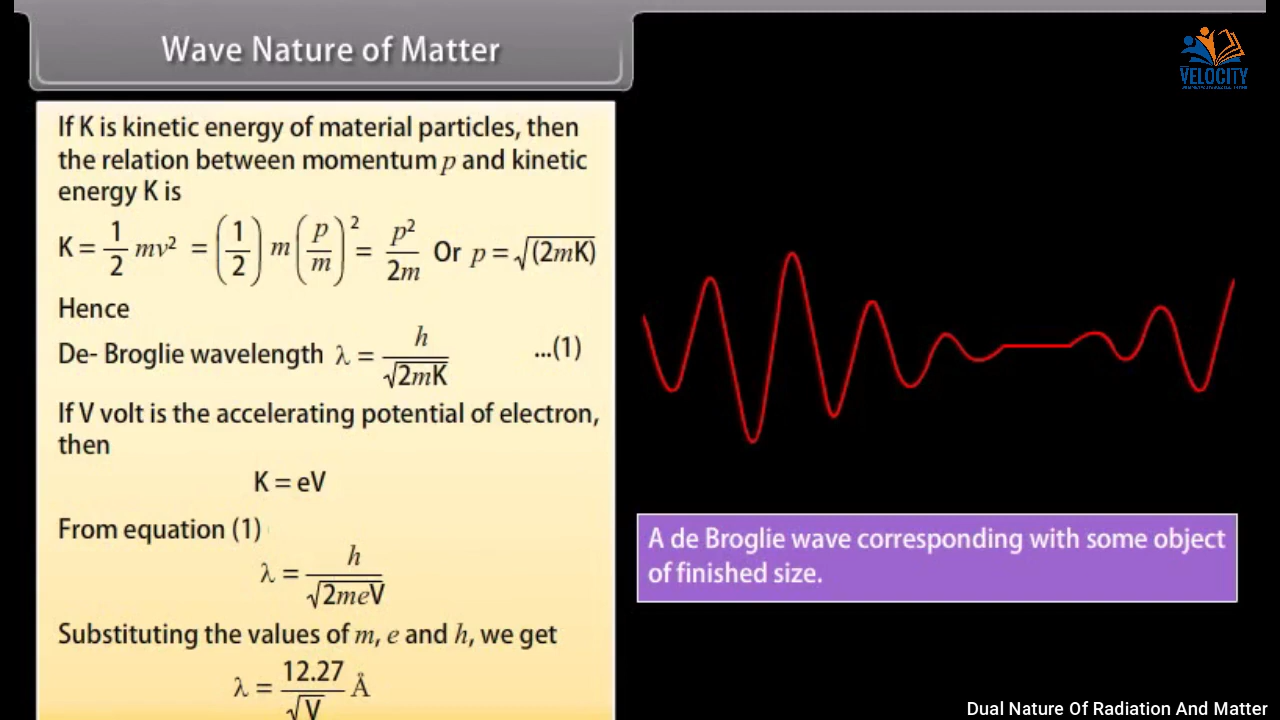 Wave Nature of Matter
VELOCITY
If K is kinetic energy of material particles, then
the relation between momentum p and kinetic
energy K is
K = 1/2 mv² = (1/2) m (p/m)² = p²/2m Or p = √(2mK)
Hence
De- Broglie wavelength λ = h/√2mK ...(1)
If V volt is the accelerating potential of electron,
then
K = eV
From equation (1)
λ = h/√2meV
Substituting the values of m, e and h, we get
λ = 12.27/√V Å
A de Broglie wave corresponding with some object
of finished size.
Dual Nature Of Radiation And Matter